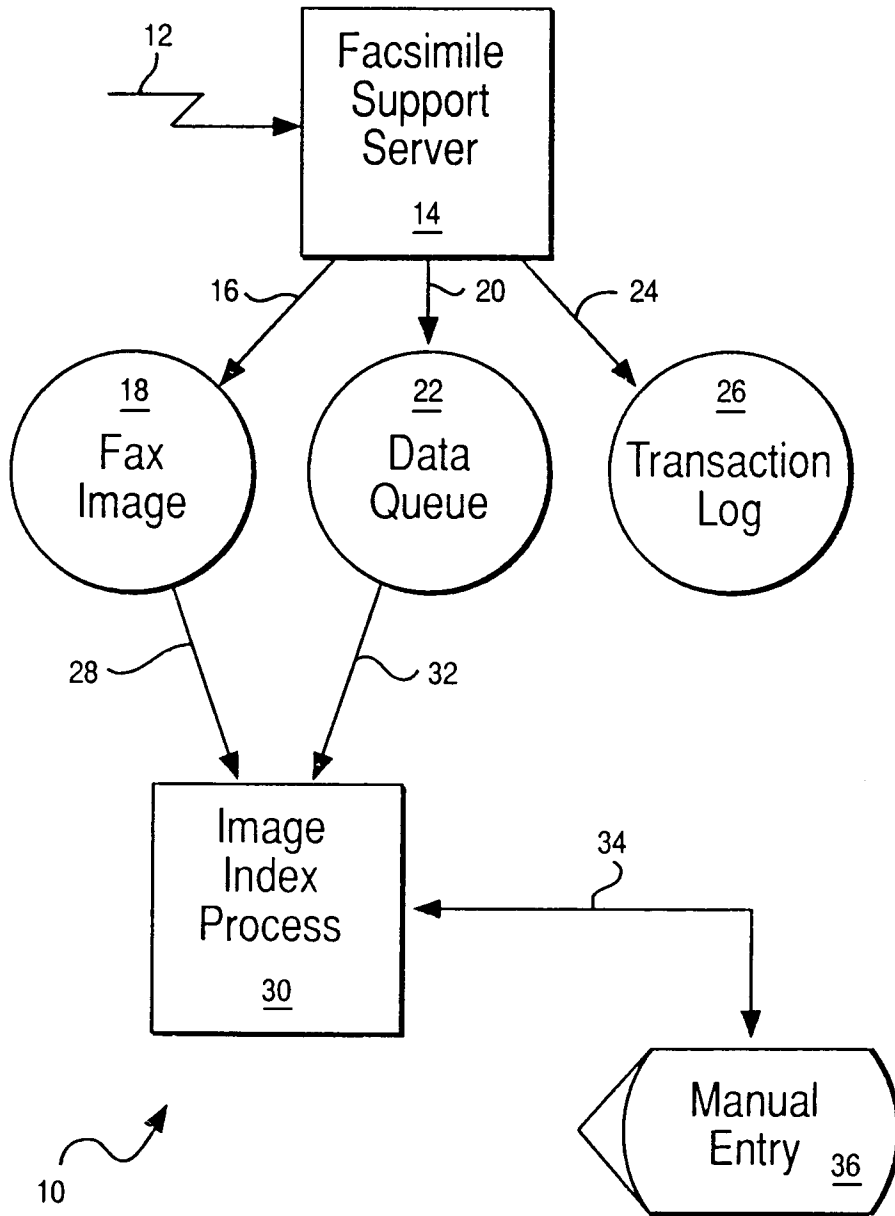 12
Facsimile
Support
Server
14
16
20
24
18
Fax
Image
22
Data
Queue
26
Transaction
Log
28
32
Image
Index
Process
30
34
Manual
Entry
36
10